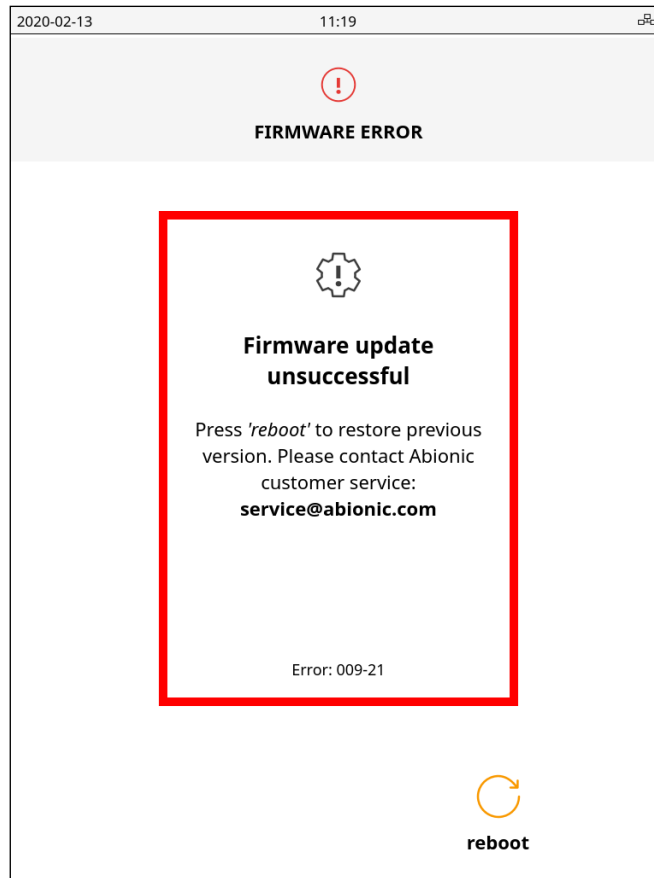 2020-02-13 11:19
FIRMWARE ERROR
Firmware update
unsuccessful
Press 'reboot' to restore previous
version. Please contact Abionic
customer service:
service@abionic.com
Error: 009-21
reboot